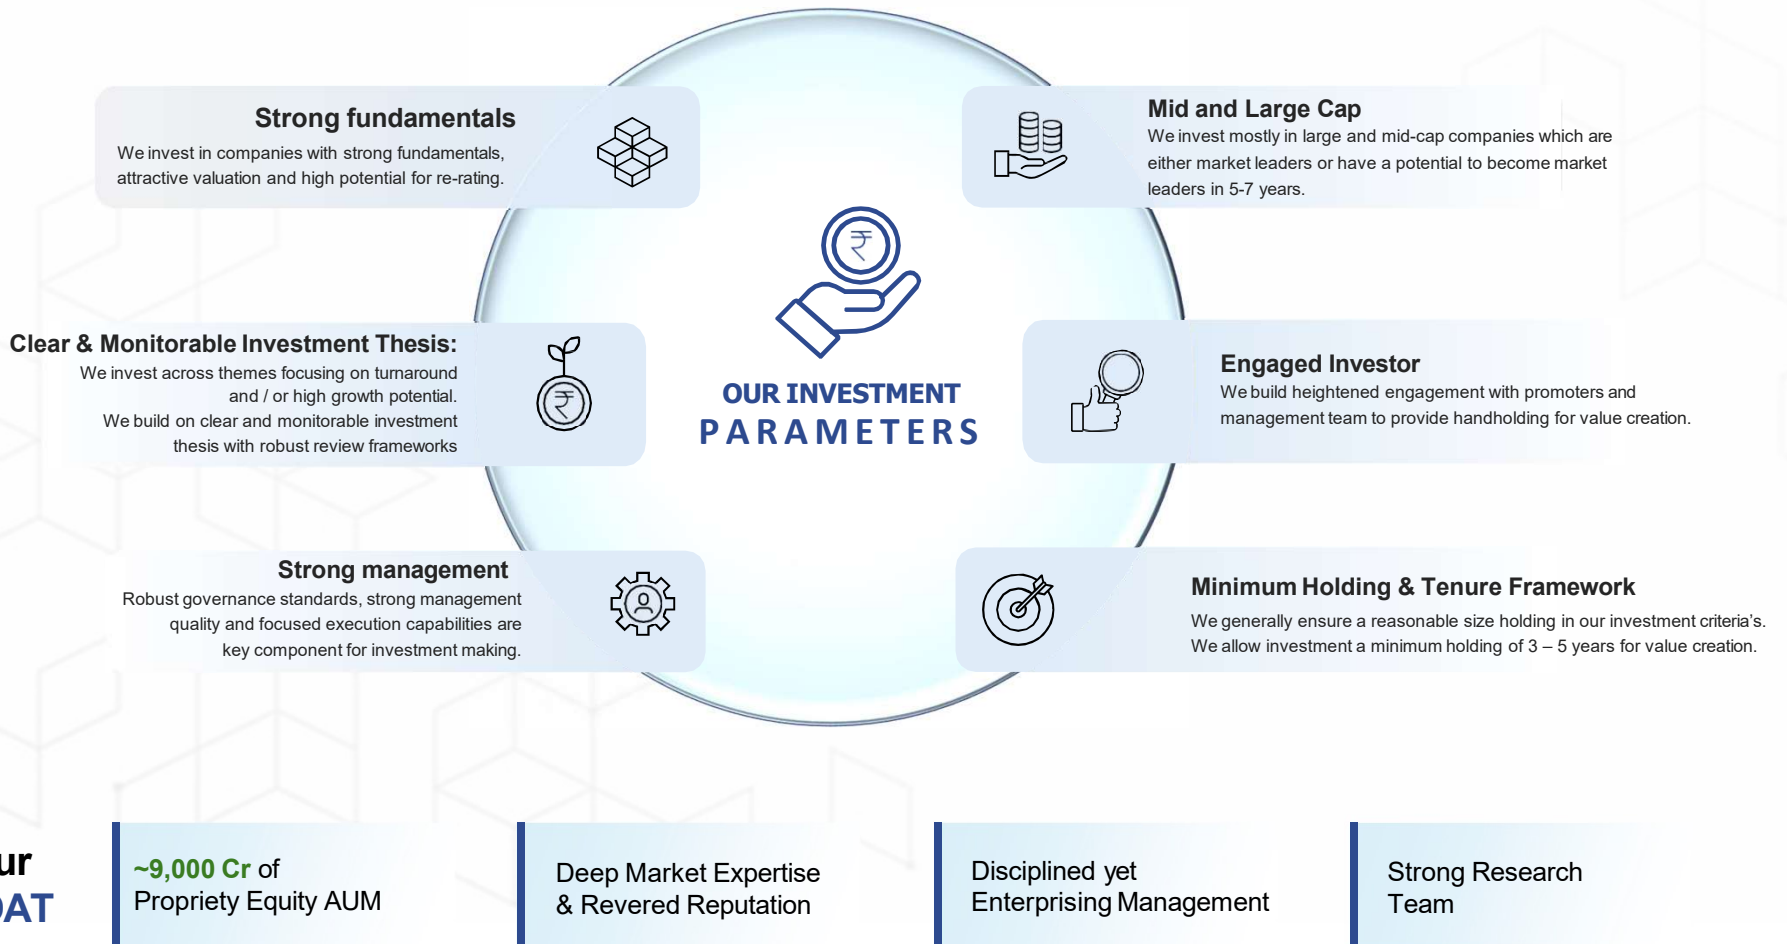 Strong fundamentals
We invest in companies with strong fundamentals,
attractive valuation and high potential for re-rating.
Mid and Large Cap
We invest mostly in large and mid-cap companies which are
either market leaders or have a potential to become market
leaders in 5-7 years.
₹
OUR INVESTMENT
PARAMETERS
Clear & Monitorable Investment Thesis:
We invest across themes focusing on turnaround
and / or high growth potential.
We build on clear and monitorable investment
thesis with robust review frameworks
₹
Engaged Investor
We build heightened engagement with promoters and
management team to provide handholding for value creation.
Strong management
Robust governance standards, strong management
quality and focused execution capabilities are
key component for investment making.
Minimum Holding & Tenure Framework
We generally ensure a reasonable size holding in our investment criteria's.
We allow investment a minimum holding of 3 – 5 years for value creation.
~9,000 Cr of
Propriety Equity AUM
Deep Market Expertise
& Revered Reputation
Disciplined yet
Enterprising Management
Strong Research
Team